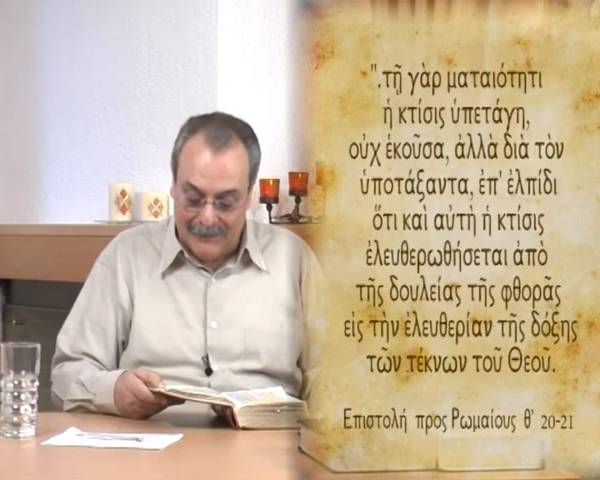 ".τῇ γὰρ ματαιότητι
ἡ κτίσις ὑπετάγη,
οὐχ ἑκοῦσα, ἀλλὰ διὰ τὸν
ὑποτάξαντα, ἐπ' ἐλπίδι
ὅτι καὶ αὐτὴ ἡ κτίσις
ἐλευθερωθήσεται ἀπὸ
τῆς δουλείας τῆς φθορᾶς
εἰς τὴν ἐλευθερίαν τῆς δόξης
τῶν τέκνων τοῦ Θεοῦ.
Επιστολή προς Ρωμαίους θ' 20-21